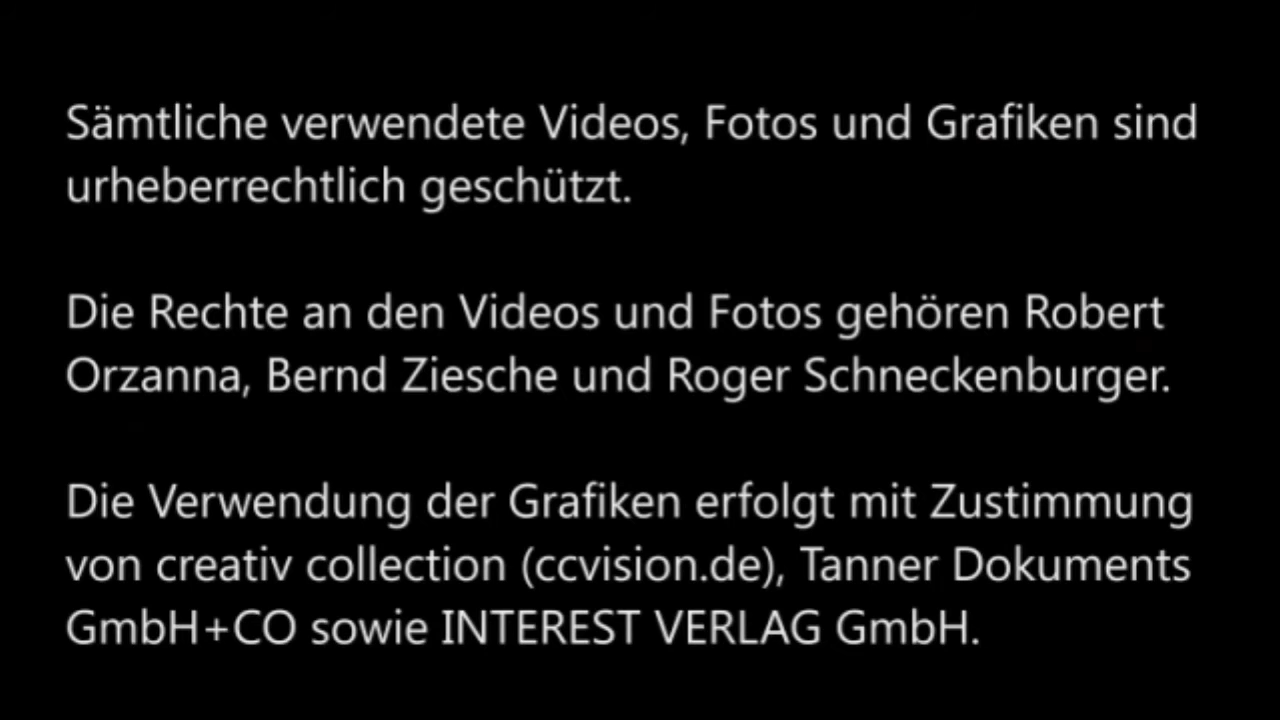 Sämtliche verwendete Videos, Fotos und Grafiken sind
urheberrechtlich geschützt.
Die Rechte an den Videos und Fotos gehören Robert
Orzanna, Bernd Ziesche und Roger Schneckenburger.
Die Verwendung der Grafiken erfolgt mit Zustimmung
von creativ collection (ccvision.de), Tanner Dokuments
GmbH+CO sowie INTEREST VERLAG GmbH.